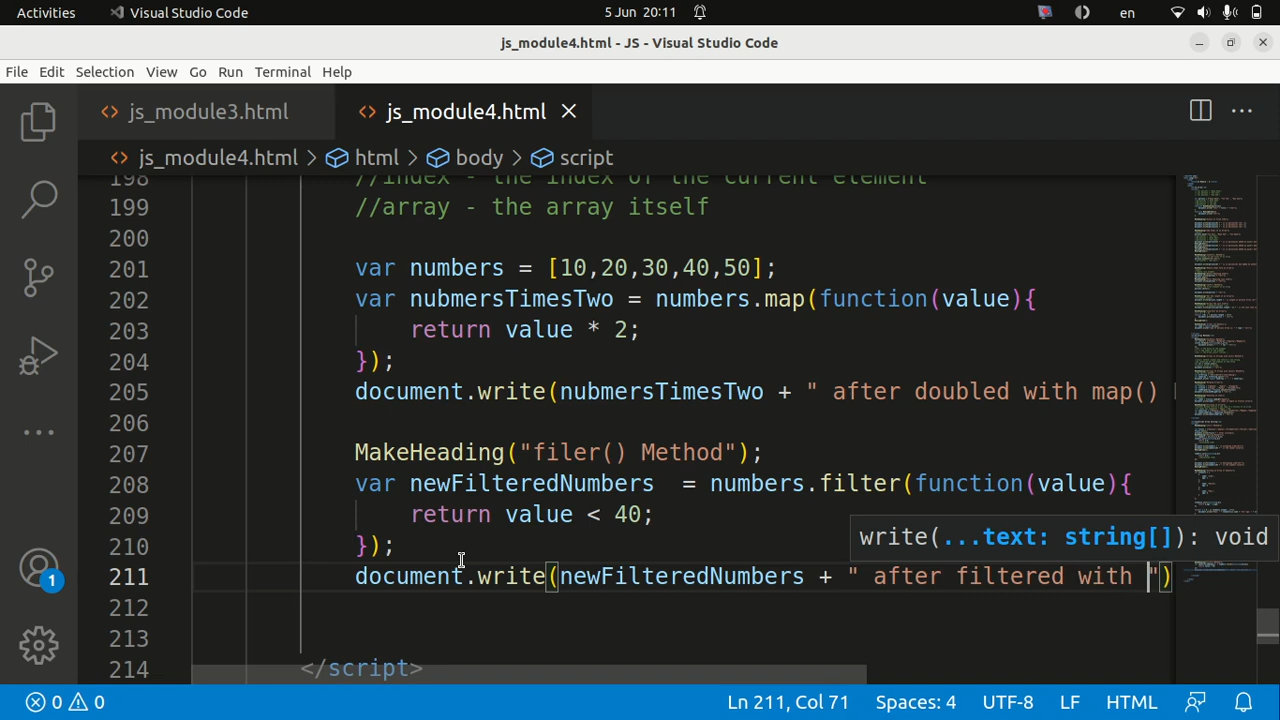 Activities Visual Studio Code 5 Jun 20:11 en
js_module4.html - JS - Visual Studio Code
File Edit Selection View Go Run Terminal Help
js_module3.html js_module4.html
js_module4.html > html > body > script
198 //index - the index of the current element
199 //array - the array itself
200
201 var numbers = [10,20,30,40,50];
202 var nubmersTimesTwo = numbers.map(function(value){
203 return value * 2;
204 });
205 document.write(nubmersTimesTwo + " after doubled with map()
206
207 MakeHeading("filer() Method");
208 var newFilteredNumbers = numbers.filter(function(value){
209 return value < 40;
write(...text: string[]): void
210 });
211 document.write(newFilteredNumbers + " after filtered with ")
212
213
214 </script>
1
0 0 Ln 211, Col 71 Spaces: 4 UTF-8 LF HTML